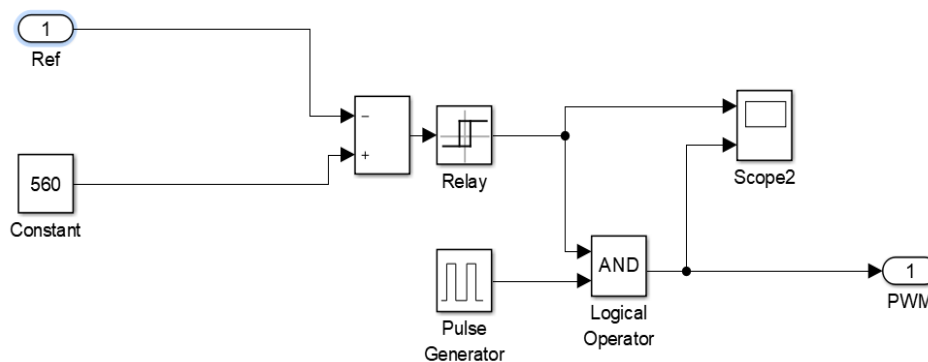 1
Ref
−
+
560
Constant
Relay
Scope2
AND
Pulse
Generator
Logical
Operator
1
PWM